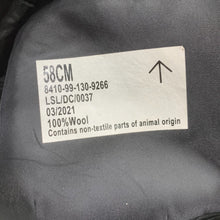 58CM
8410-99-130-9266
LSL/DC/0037
03/2021
100%Wool
Contains non-textile parts of animal origin